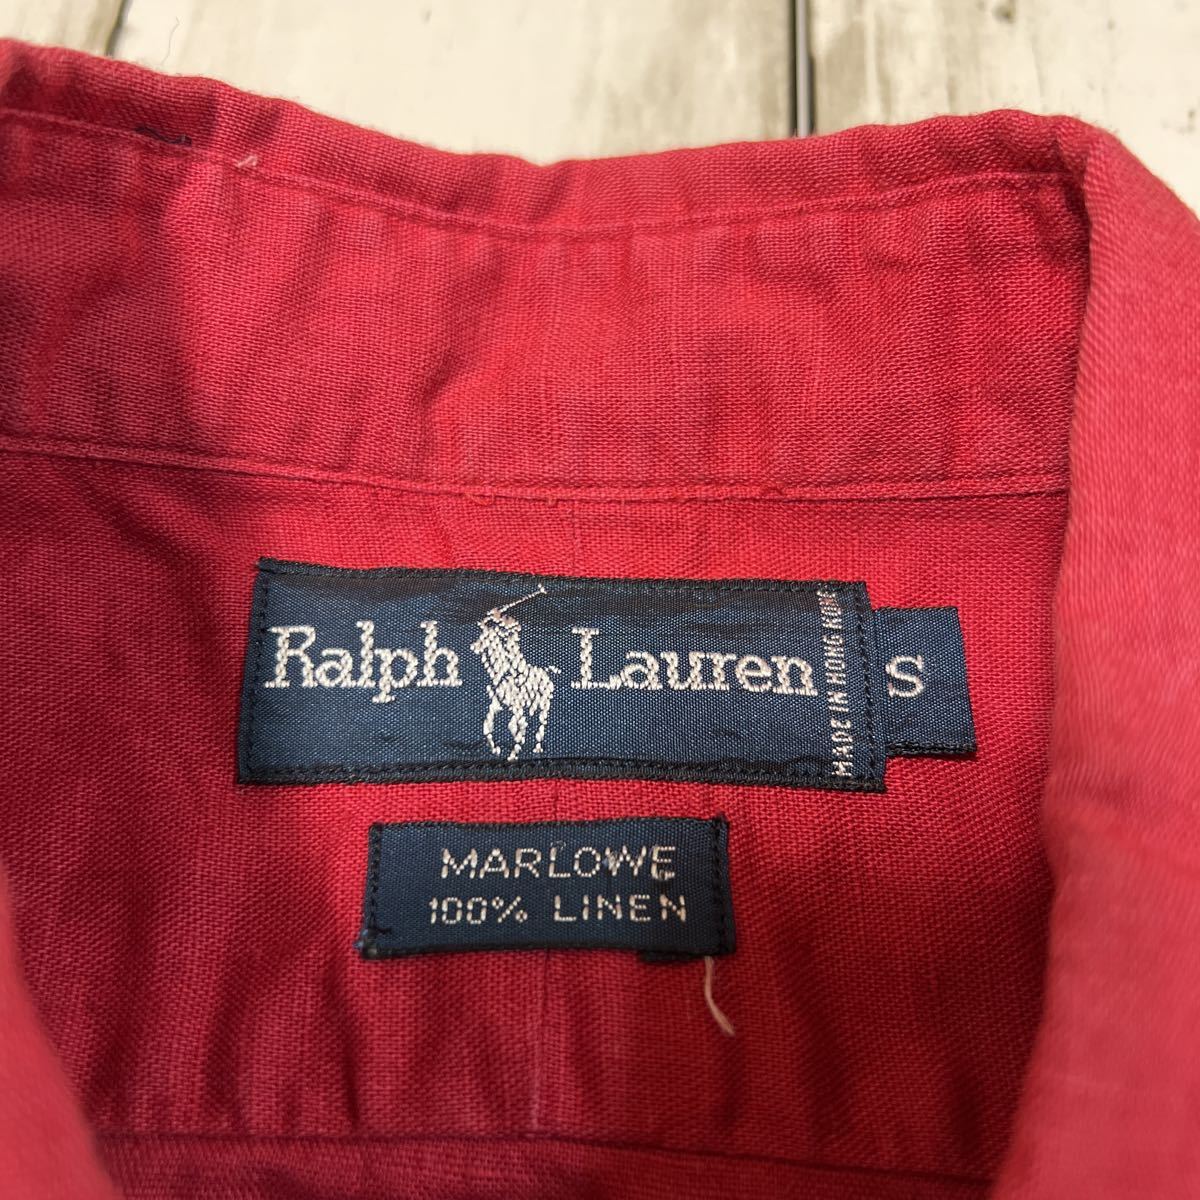 Ralph Lauren
MADE IN HONG KONG
S
MARLOWE
100% LINEN